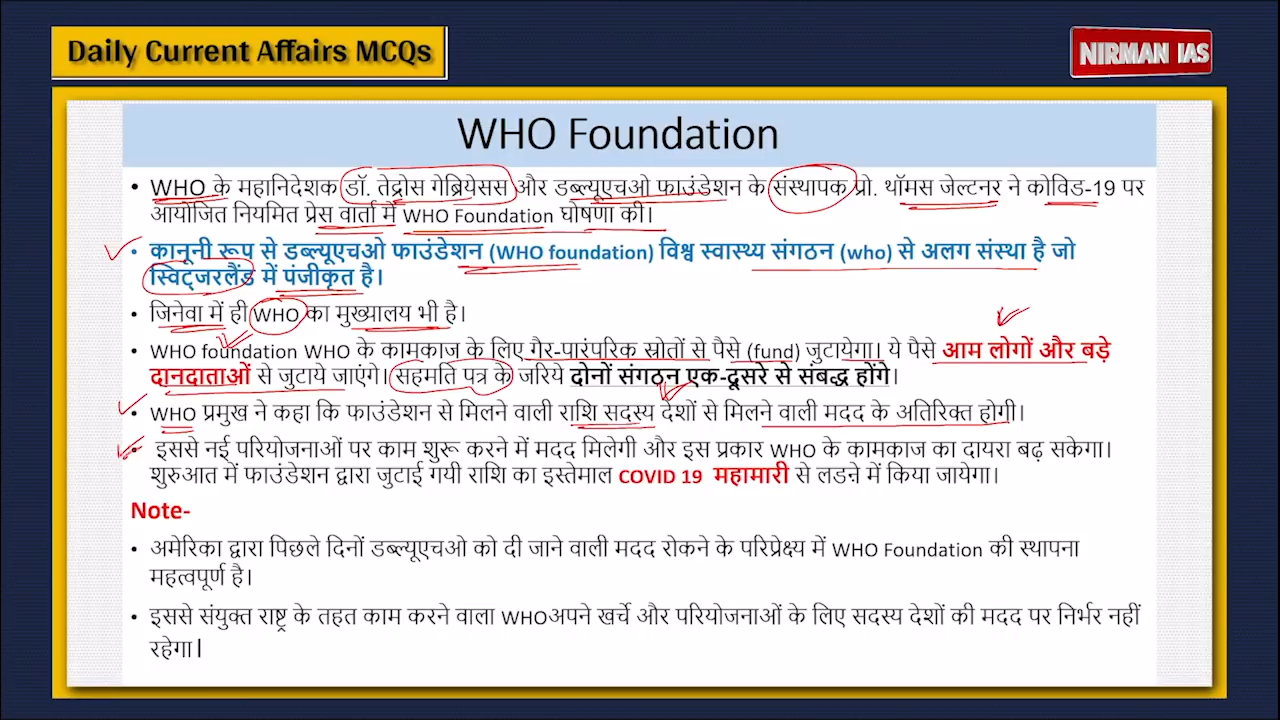 Daily Current Affairs MCQs
NIRMAN IAS
WHO Foundation
• WHO के महानिदेशक डॉ. तेद्रोस गेब्रियसस और डब्ल्यूएचओ फाउंडेशन के संस्थापक प्रो. थॉमस जेल्टनर ने कोविड-19 पर
आयोजित नियमित प्रेस वार्ता में WHO Foundation घोषणा की।
• कानूनी रूप से डब्ल्यूएचओ फाउंडेशन (WHO foundation) विश्व स्वास्थ्य संगठन (who) से अलग संस्था है जो
स्विट्जरलैंड में पंजीकृत है।
• जिनेवा में ही WHO का मुख्यालय भी है।
• WHO foundation WHO के कामकाज के लिए गैर-पारंपरिक स्रोतों से पैसे (fund) जुटायेगा। ये पैसे आम लोगों और बड़े
दानदाताओं से जुटाये जाएंगे। सहमति पत्र के जरिये दोनों संगठन एक-दूसरे से संबद्ध होंगे।
• WHO प्रमुख ने कहा कि फाउंडेशन से मिलने वाली राशि सदस्य देशों से मिलने वाली मदद के अतिरिक्त होगी।
• इससे नई परियोजनाओं पर काम शुरु करने में मदद मिलेगी और इस प्रकार WHO के कामकाज का दायरा बढ़ सकेगा।
शुरुआत में फाउंडेशन द्वारा जुटाई गयी राशि का इस्तेमाल COVID 19 महामारी से लडने में किया जायेगा।
Note-
• अमेरिका द्वारा पिछले दिनों डब्ल्यूएचओ को दी जाने वाली मदद रोकने के परिप्रेक्ष्य में WHO Foundation की स्थापना
महत्वपूर्ण है।
• इससे संयुक्त राष्ट्र के तहत काम करने वाली WHOअपने खर्चे और परियोजनाओं के लिए सदस्य देशों की मदद पर निर्भर नहीं
रहेगा।